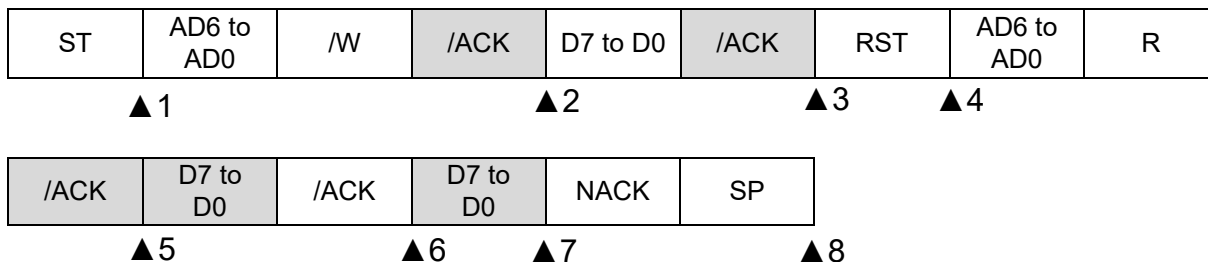 ST AD6 to AD0 /W /ACK D7 to D0 /ACK RST AD6 to AD0 R
▲1 ▲2 ▲3 ▲4
/ACK D7 to D0 /ACK D7 to D0 NACK SP
▲5 ▲6 ▲7 ▲8